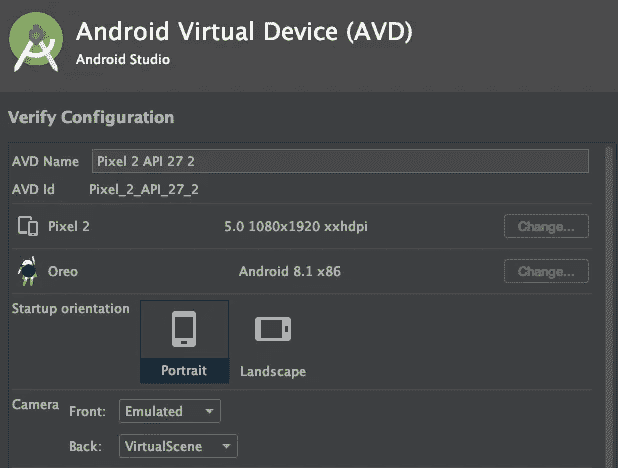 Android Virtual Device (AVD)
Android Studio
Verify Configuration
AVD Name Pixel 2 API 27 2
AVD Id Pixel_2_API_27_2
Pixel 2 5.0 1080x1920 xxhdpi Change...
Oreo Android 8.1 x86 Change...
Startup orientation
Portrait Landscape
Camera Front: Emulated
Back: VirtualScene